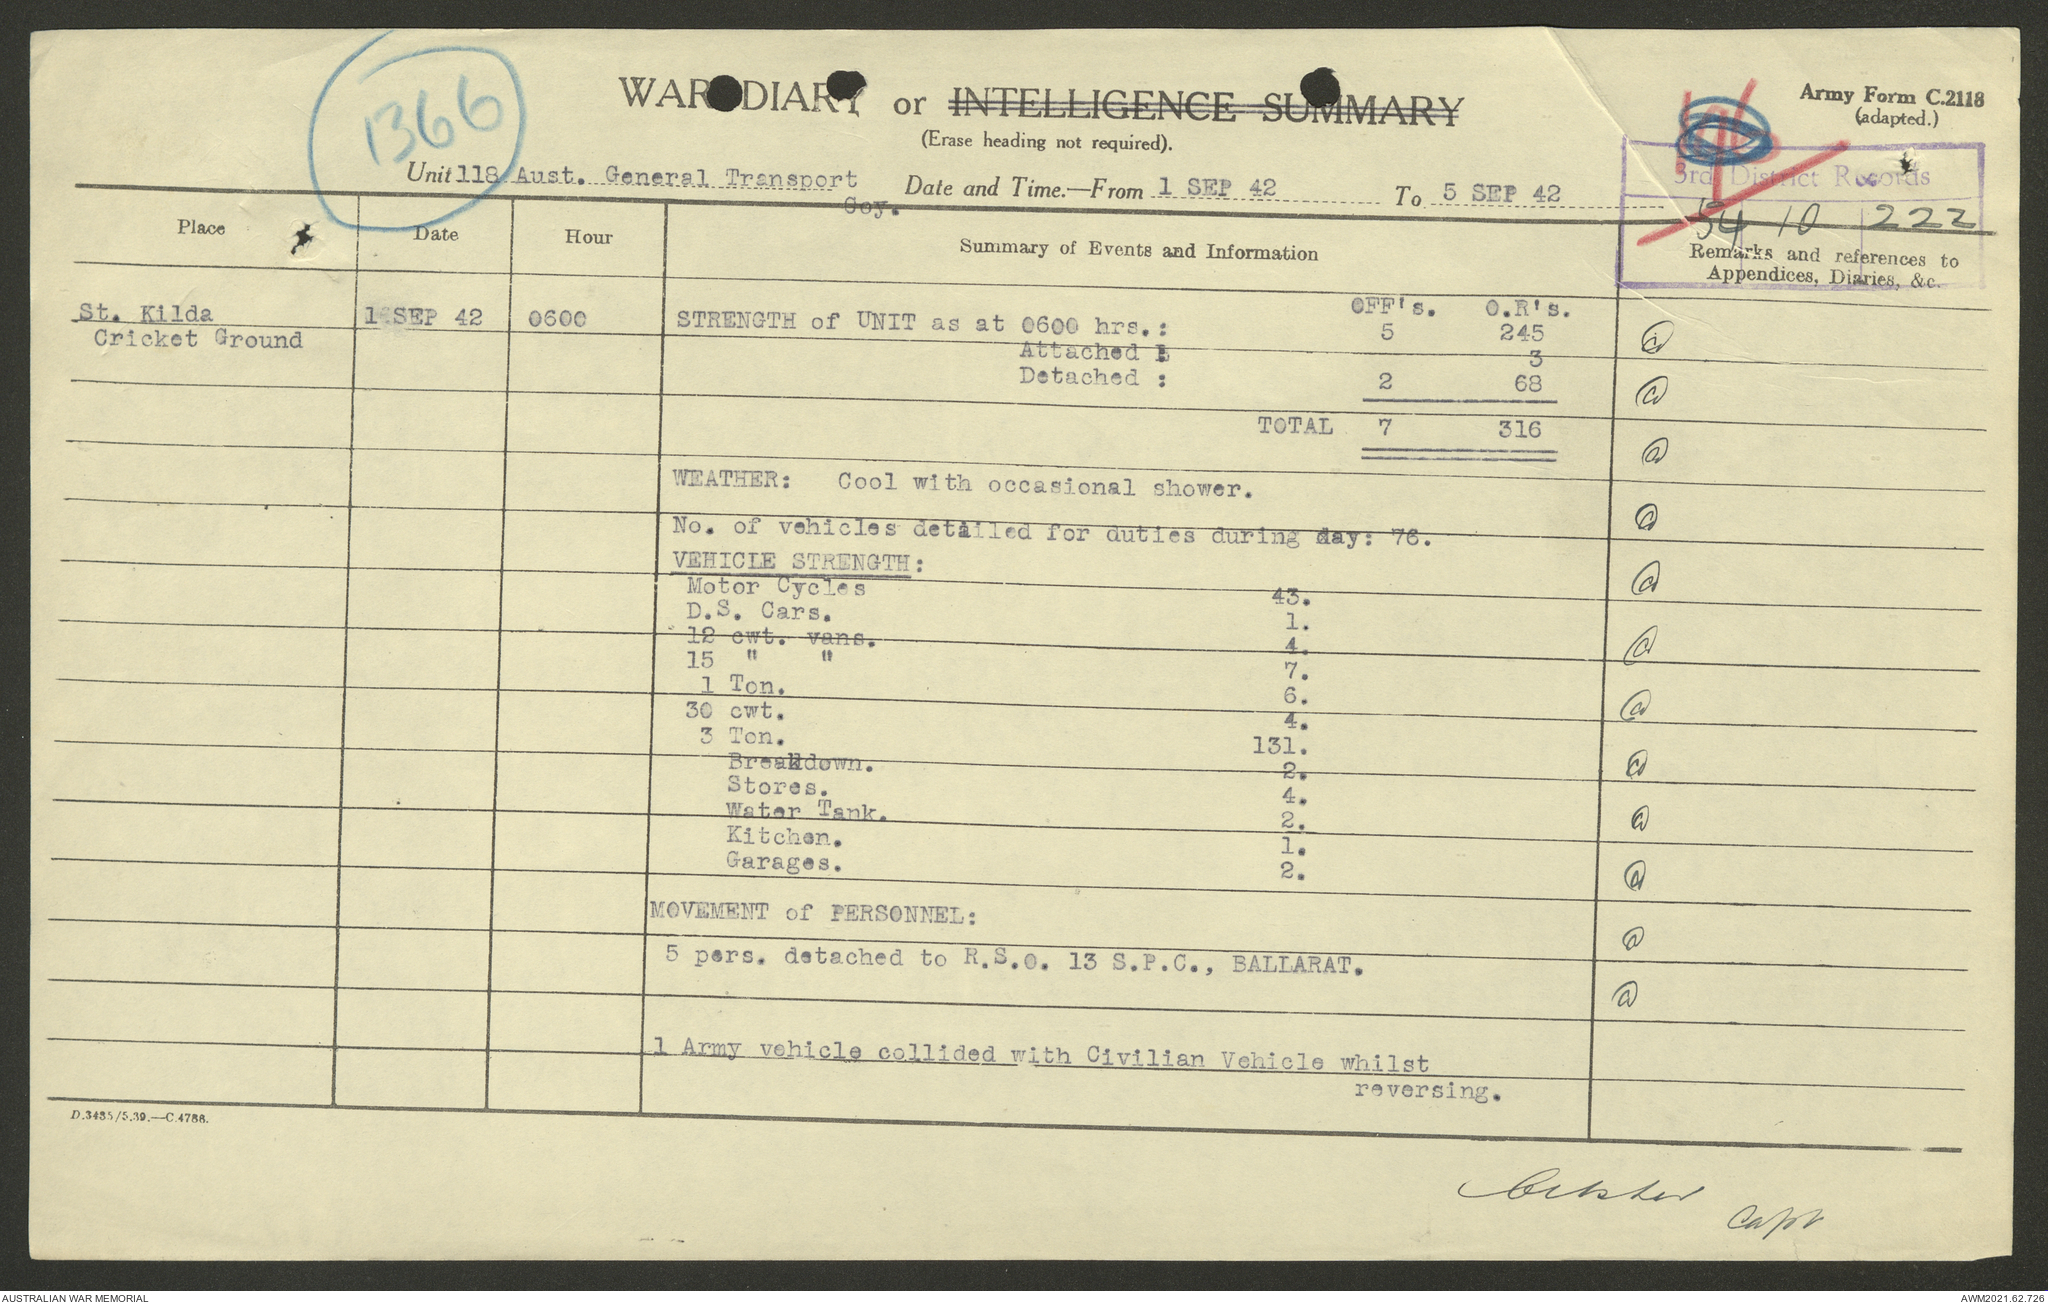 1366
WAR DIARY or INTELLIGENCE SUMMARY
(Erase heading not required).
Army Form C.2118
(adapted.)
Unit 118 Aust. General Transport Coy. Date and Time.—From 1 SEP 42 To 5 SEP 42
3rd District Records
54 10 222
Place Date Hour Summary of Events and Information Remarks and references to
Appendices, Diaries, &c.
OFF's. O.R's.
St. Kilda 1 SEP 42 0600 STRENGTH of UNIT as at 0600 hrs.: 5 245
Cricket Ground Attached : 3
Detached : 2 68
TOTAL 7 316
WEATHER: Cool with occasional shower.
No. of vehicles detailed for duties during day: 76.
VEHICLE STRENGTH:
Motor Cycles 43.
D.S. Cars. 1.
12 cwt. vans. 4.
15 " " 7.
1 Ton. 6.
30 cwt. 4.
3 Ton. 131.
Breakdown. 2.
Stores. 4.
Water Tank. 2.
Kitchen. 1.
Garages. 2.
MOVEMENT of PERSONNEL:
5 pers. detached to R.S.O. 13 S.P.C., BALLARAT.
1 Army vehicle collided with Civilian Vehicle whilst
reversing.
D.3485/5.39.—C.4786.
Capt
AUSTRALIAN WAR MEMORIAL
AWM2021.62.726